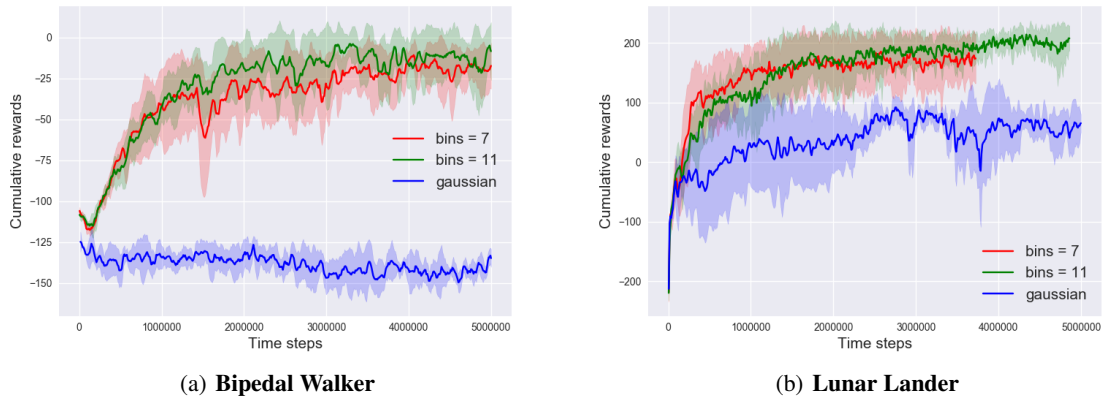 Cumulative rewards
0
−25
−50
−75
−100
−125
−150
bins = 7
bins = 11
gaussian
0 1000000 2000000 3000000 4000000 5000000
Time steps
(a) Bipedal Walker
Cumulative rewards
200
100
0
−100
−200
bins = 7
bins = 11
gaussian
0 1000000 2000000 3000000 4000000 5000000
Time steps
(b) Lunar Lander